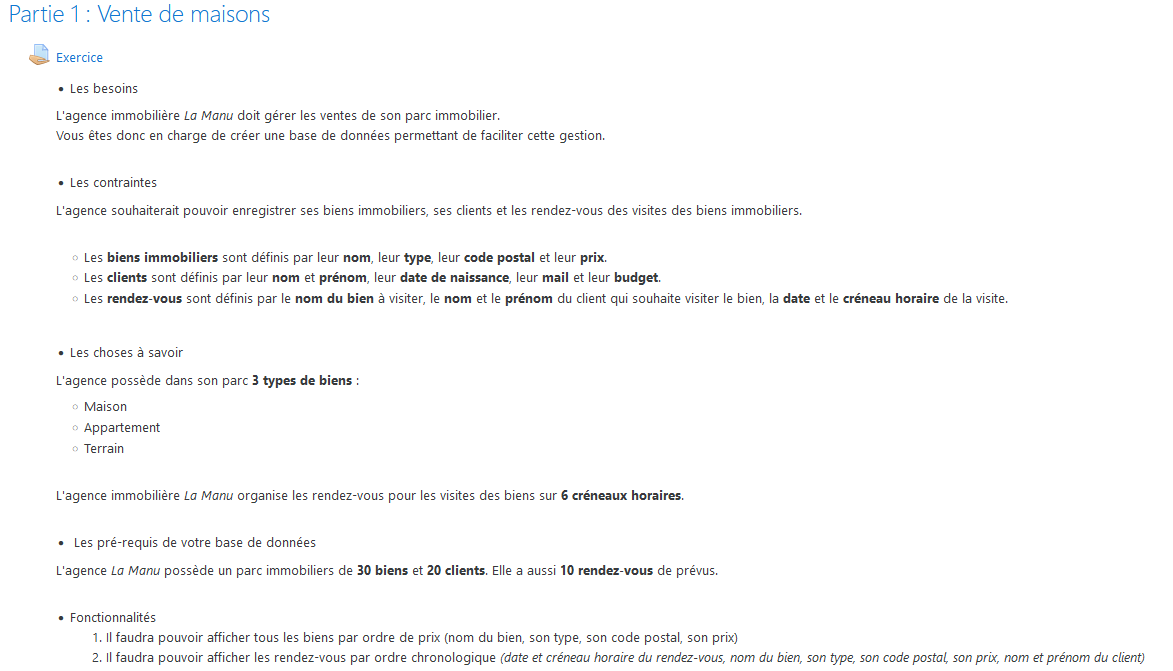 Partie 1 : Vente de maisons
Exercice
• Les besoins
L'agence immobilière La Manu doit gérer les ventes de son parc immobilier.
Vous êtes donc en charge de créer une base de données permettant de faciliter cette gestion.
• Les contraintes
L'agence souhaiterait pouvoir enregistrer ses biens immobiliers, ses clients et les rendez-vous des visites des biens immobiliers.
○ Les biens immobiliers sont définis par leur nom, leur type, leur code postal et leur prix.
○ Les clients sont définis par leur nom et prénom, leur date de naissance, leur mail et leur budget.
○ Les rendez-vous sont définis par le nom du bien à visiter, le nom et le prénom du client qui souhaite visiter le bien, la date et le créneau horaire de la visite.
• Les choses à savoir
L'agence possède dans son parc 3 types de biens :
○ Maison
○ Appartement
○ Terrain
L'agence immobilière La Manu organise les rendez-vous pour les visites des biens sur 6 créneaux horaires.
• Les pré-requis de votre base de données
L'agence La Manu possède un parc immobiliers de 30 biens et 20 clients. Elle a aussi 10 rendez-vous de prévus.
• Fonctionnalités
1. Il faudra pouvoir afficher tous les biens par ordre de prix (nom du bien, son type, son code postal, son prix)
2. Il faudra pouvoir afficher les rendez-vous par ordre chronologique (date et créneau horaire du rendez-vous, nom du bien, son type, son code postal, son prix, nom et prénom du client)